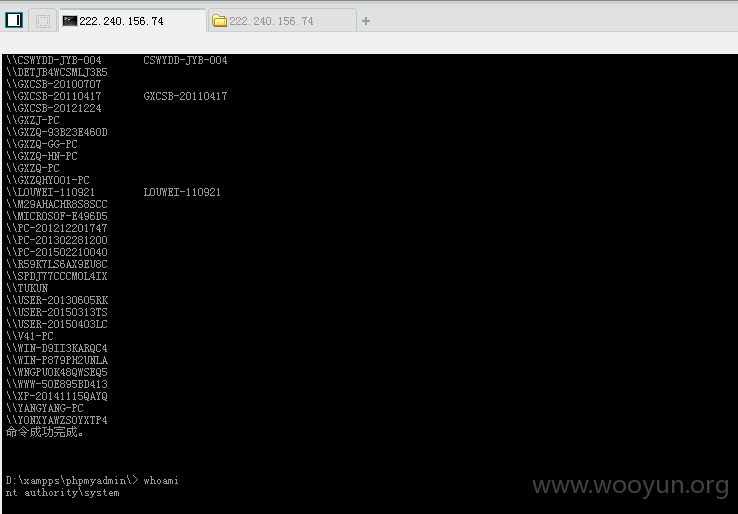 222.240.156.74 222.240.156.74 +
\\CSWYDD-JYB-004 CSWYDD-JYB-004
\\DETJB4WCSMLJ3R5
\\GXCSB-20100707
\\GXCSB-20110417 GXCSB-20110417
\\GXCSB-20121224
\\GXZJ-PC
\\GXZQ-93B23E460D
\\GXZQ-GG-PC
\\GXZQ-HN-PC
\\GXZQ-PC
\\GXZQHY001-PC
\\LOUWEI-110921 LOUWEI-110921
\\M29AHACHR8S8SCC
\\MICROSOF-E496D5
\\PC-201212201747
\\PC-201302281200
\\PC-201502210040
\\R59K7LS6AX9EU8C
\\SPDJ77CCCMOL4IX
\\TUKUN
\\USER-20130605RK
\\USER-20150313TS
\\USER-20150403LC
\\V41-PC
\\WIN-D9II3KARQC4
\\WIN-P879PH2UNLA
\\WNGPUOK48QWSEQ5
\\WWW-50E895BD413
\\XP-20141115QAYQ
\\YANGYANG-PC
\\YONXYAWZSOYXTP4
命令成功完成。
D:\xampps\phpmyadmin\> whoami
nt authority\system
www.wooyun.org